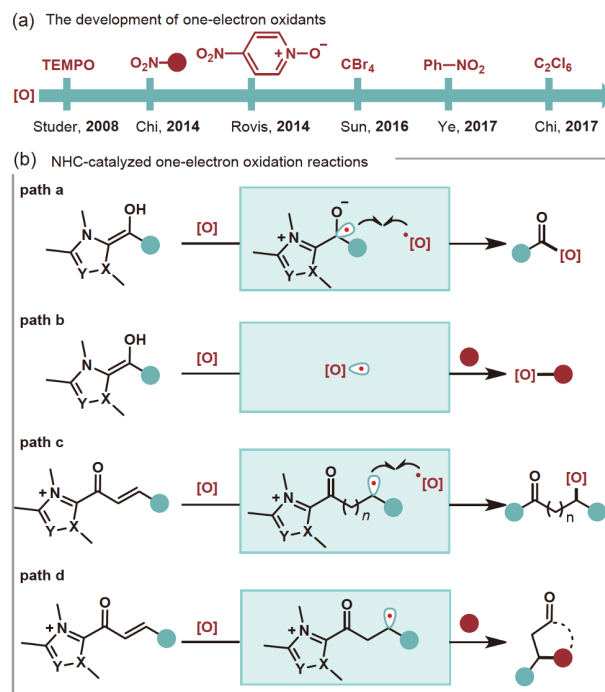 (a) The development of one-electron oxidants
TEMPO O₂N O₂N N⁺ O⁻ CBr₄ Ph–NO₂ C₂Cl₆
[O]
Studer, 2008 Chi, 2014 Rovis, 2014 Sun, 2016 Ye, 2017 Chi, 2017
(b) NHC-catalyzed one-electron oxidation reactions
path a
OH [O] O⁻ O
N N⁺ [O]
Y X Y X [O]
path b
OH [O]
N [O] [O]
Y X
path c
O [O] O [O] O [O]
N⁺ N⁺ n n
Y X Y X
path d
O [O] O O
N⁺ N⁺
Y X Y X